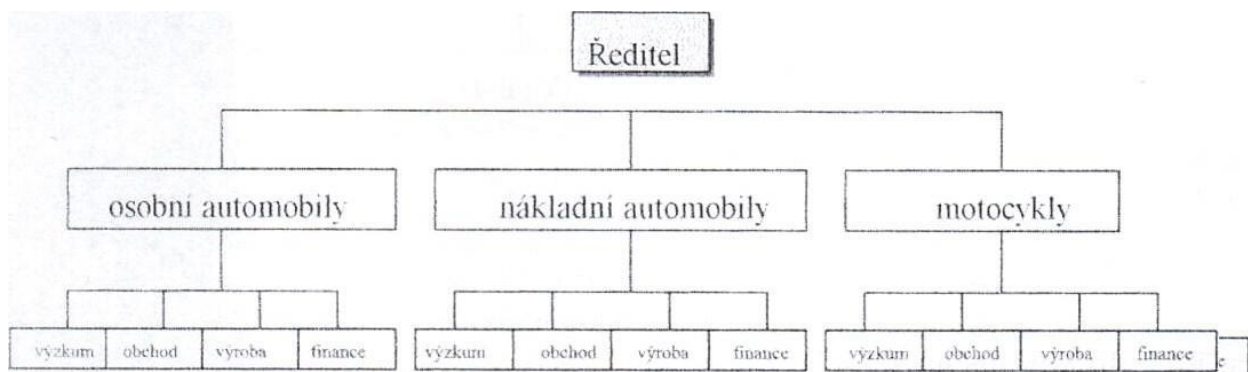 Ředitel
osobní automobily
nákladní automobily
motocykly
výzkum obchod výroba finance
výzkum obchod výroba finance
výzkum obchod výroba finance